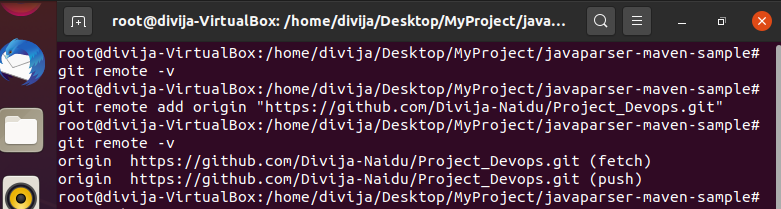 root@divija-VirtualBox: /home/divija/Desktop/MyProject/java...
root@divija-VirtualBox:/home/divija/Desktop/MyProject/javaparser-maven-sample#
git remote -v
root@divija-VirtualBox:/home/divija/Desktop/MyProject/javaparser-maven-sample#
git remote add origin "https://github.com/Divija-Naidu/Project_Devops.git"
root@divija-VirtualBox:/home/divija/Desktop/MyProject/javaparser-maven-sample#
git remote -v
origin  https://github.com/Divija-Naidu/Project_Devops.git (fetch)
origin  https://github.com/Divija-Naidu/Project_Devops.git (push)
root@divija-VirtualBox:/home/divija/Desktop/MyProject/javaparser-maven-sample#